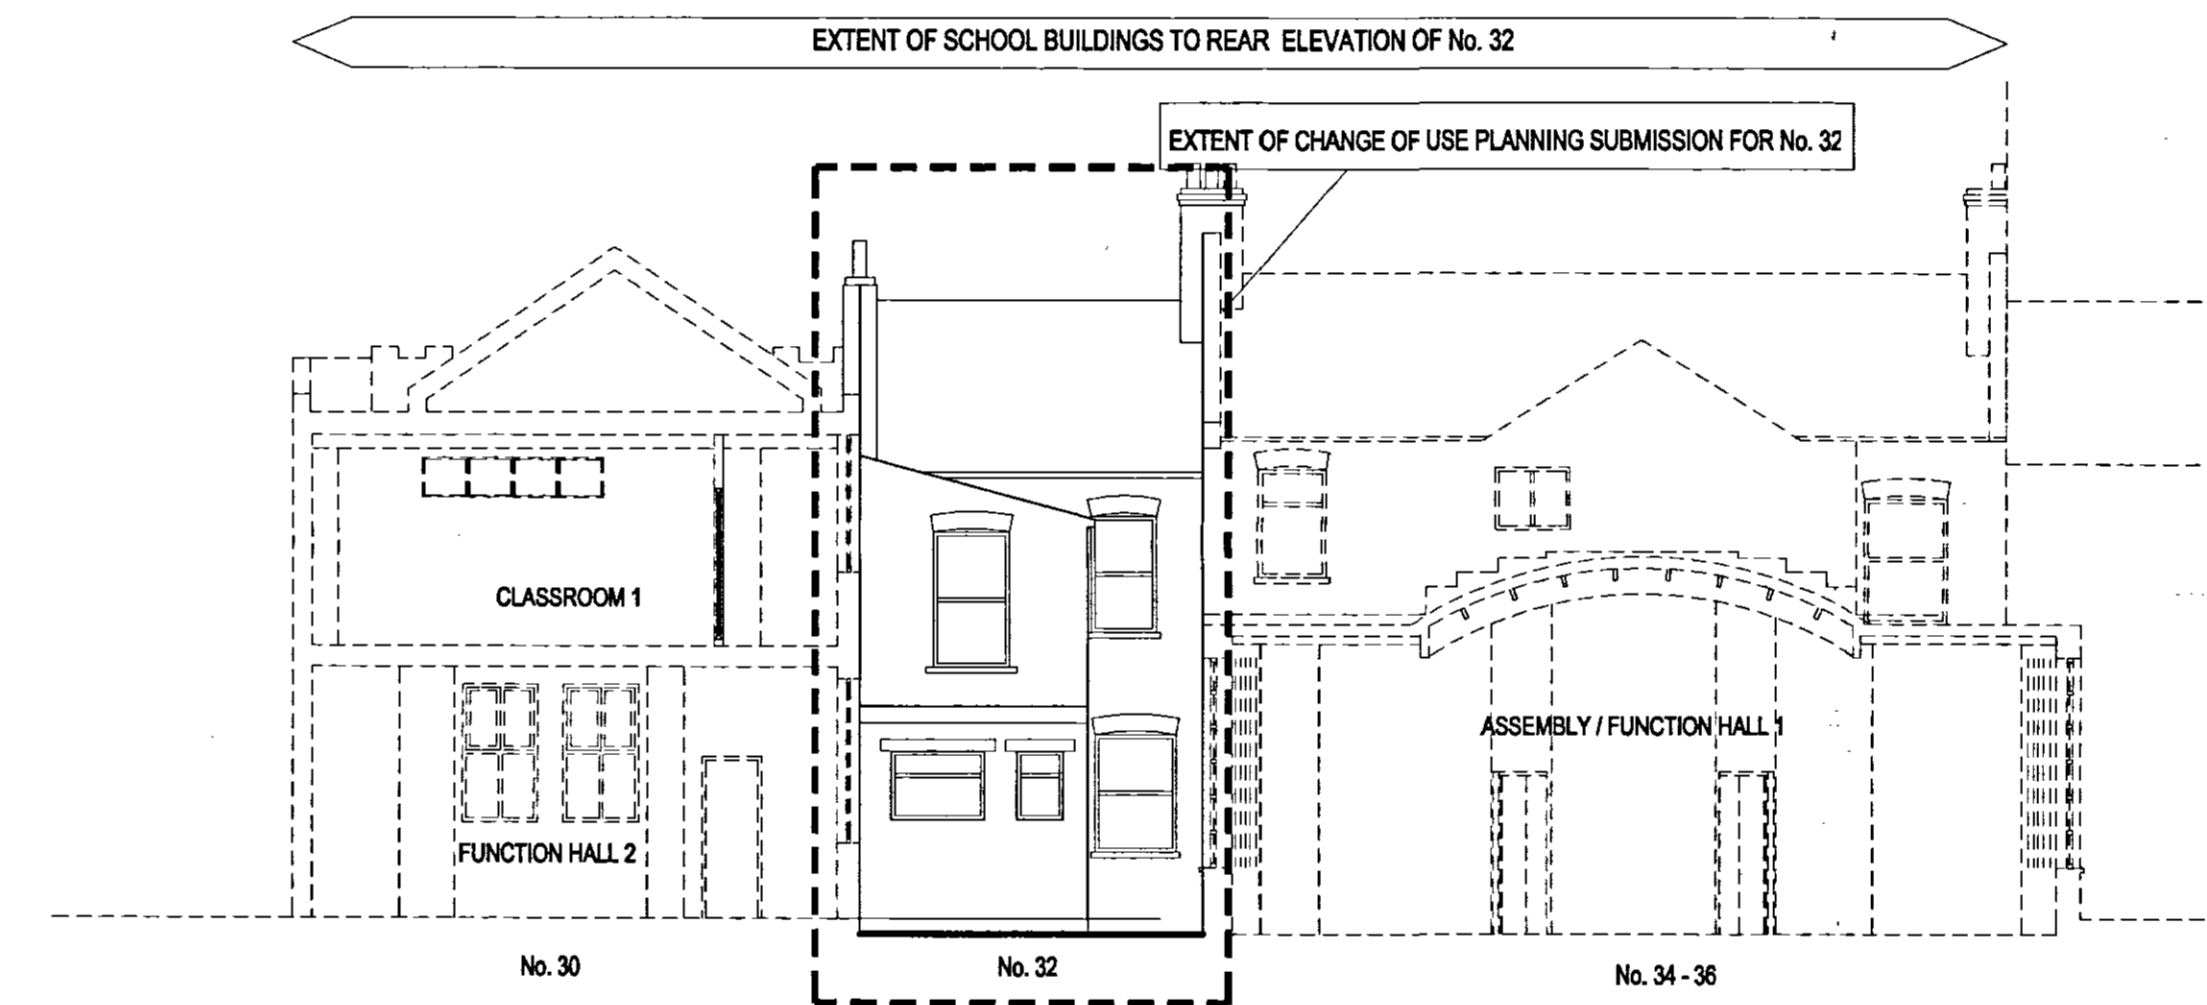 EXTENT OF SCHOOL BUILDINGS TO REAR ELEVATION OF No. 32
EXTENT OF CHANGE OF USE PLANNING SUBMISSION FOR No. 32
CLASSROOM 1
ASSEMBLY / FUNCTION HALL 1
FUNCTION HALL 2
No. 30
No. 32
No. 34 - 36